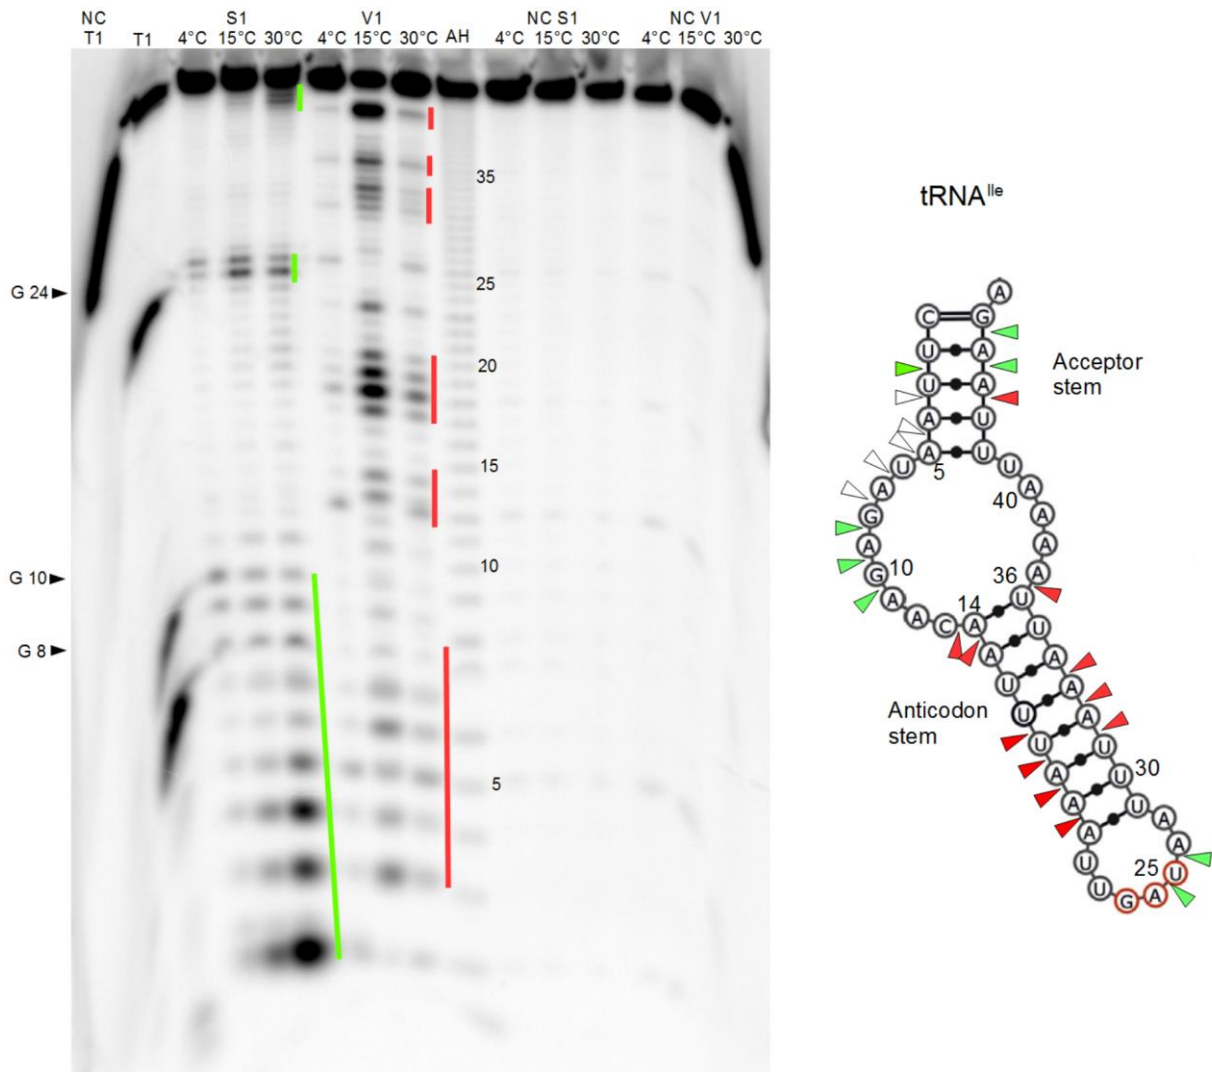 NC
T1
T1
S1
4°C 15°C 30°C
V1
4°C 15°C 30°C
AH
NC S1
4°C 15°C 30°C
NC V1
4°C 15°C 30°C
G 24
G 10
G 8
35
25
20
15
10
5
tRNAIle
Acceptor stem
Anticodon stem
A
C G
U A
U A
A U
A 5 U U
U A
A 40 A
G A
A A
G 10 36 A
A 14 U
A C A U
A A
U A
U A
U U
A U 30
A U
A A
A A
U 25 U
U G A